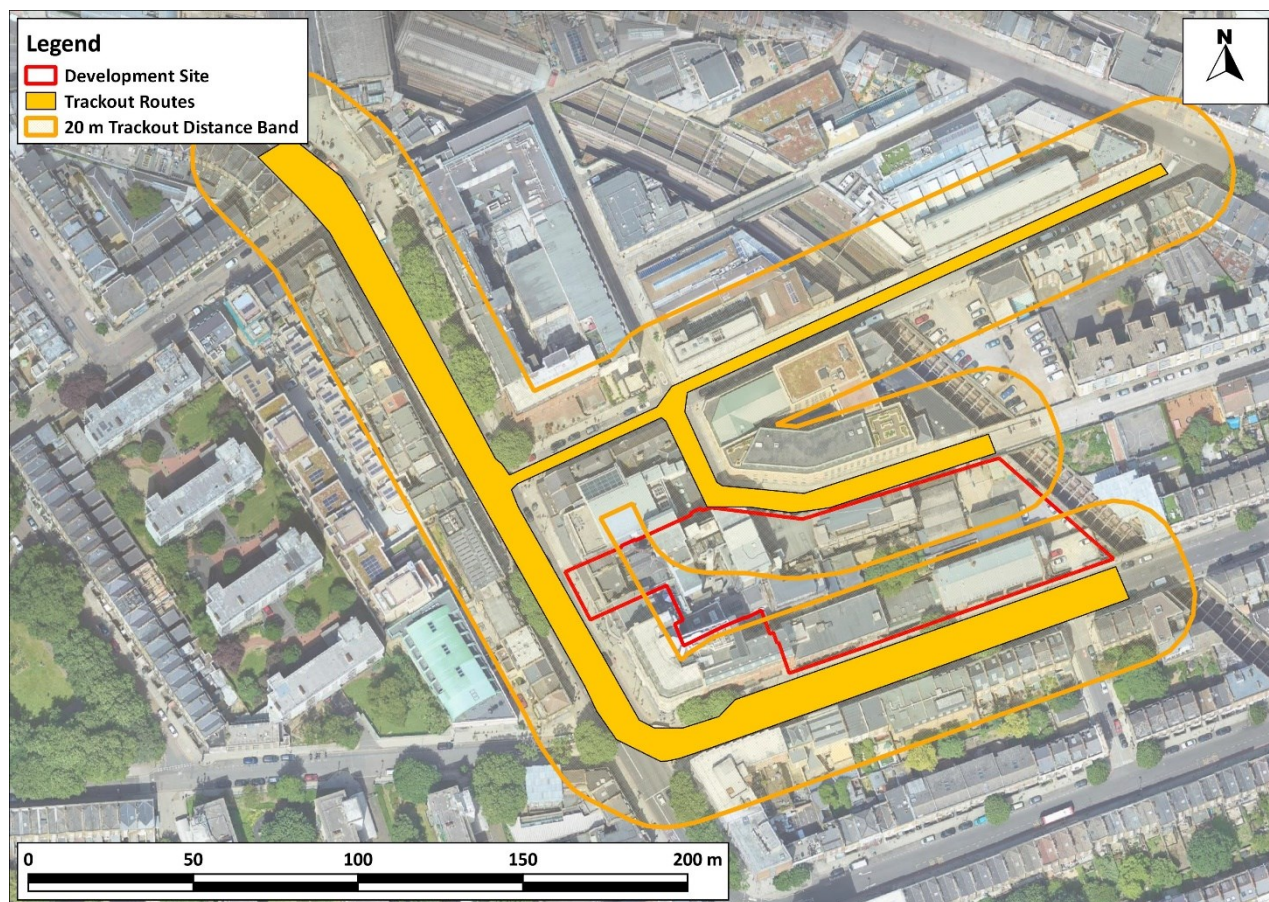 Legend
Development Site
Trackout Routes
20 m Trackout Distance Band
N
0 50 100 150 200 m